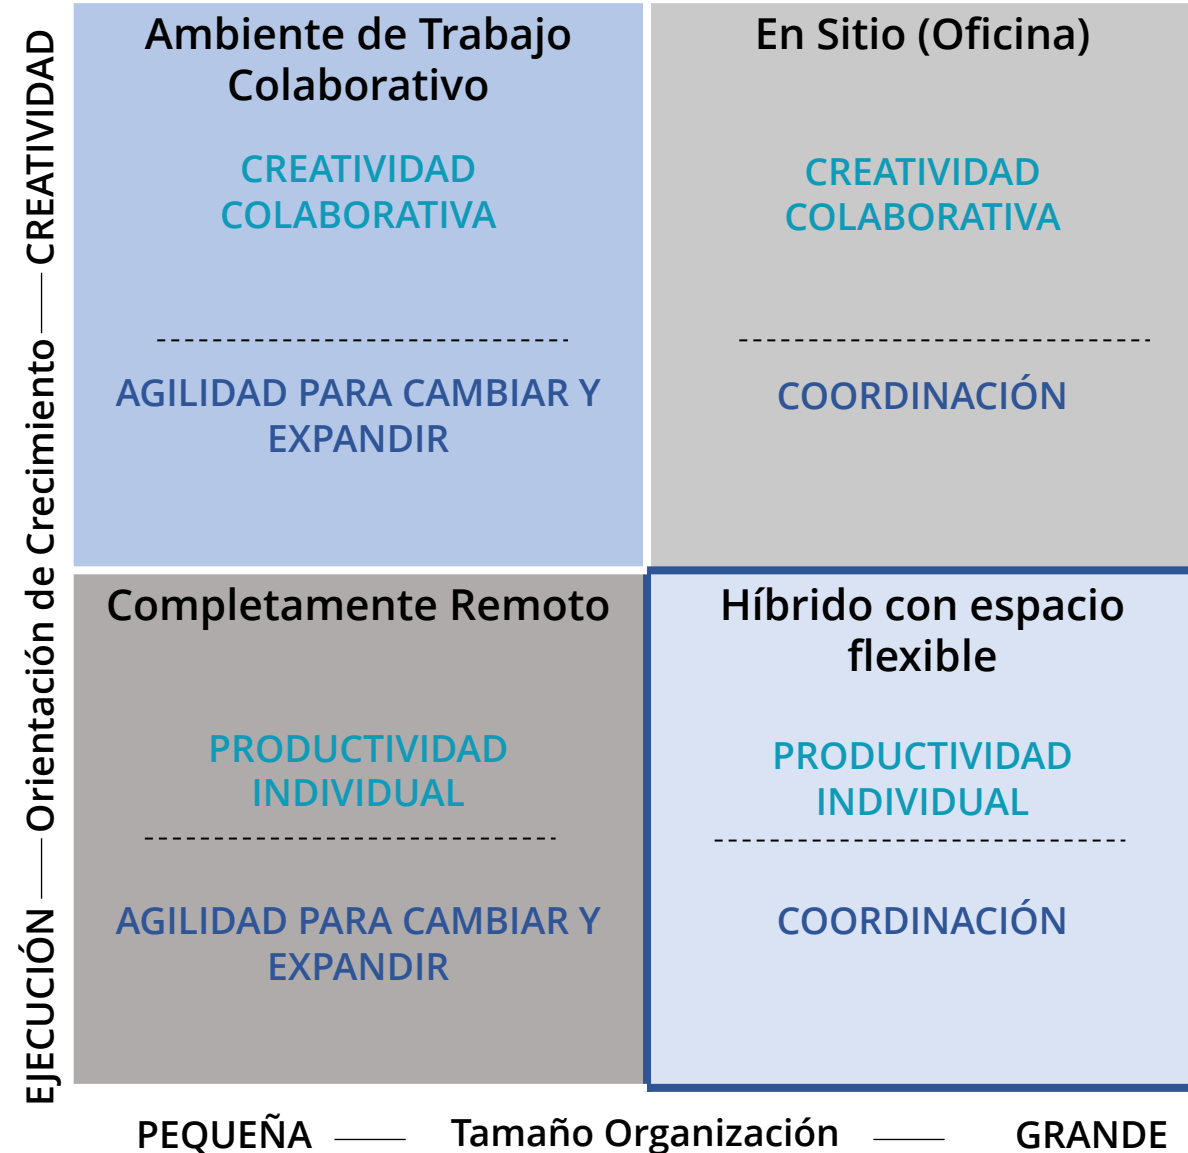 Ambiente de Trabajo
Colaborativo
CREATIVIDAD
COLABORATIVA
AGILIDAD PARA CAMBIAR Y
EXPANDIR
En Sitio (Oficina)
CREATIVIDAD
COLABORATIVA
COORDINACIÓN
Completamente Remoto
PRODUCTIVIDAD
INDIVIDUAL
AGILIDAD PARA CAMBIAR Y
EXPANDIR
Híbrido con espacio
flexible
PRODUCTIVIDAD
INDIVIDUAL
COORDINACIÓN
EJECUCIÓN Orientación de Crecimiento CREATIVIDAD
PEQUEÑA Tamaño Organización GRANDE